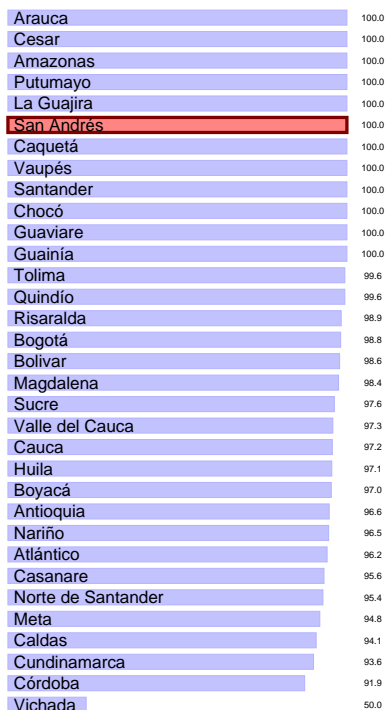 Arauca 100.0
Cesar 100.0
Amazonas 100.0
Putumayo 100.0
La Guajira 100.0
San Andrés 100.0
Caquetá 100.0
Vaupés 100.0
Santander 100.0
Chocó 100.0
Guaviare 100.0
Guainía 100.0
Tolima 99.6
Quindío 99.6
Risaralda 98.9
Bogotá 98.8
Bolivar 98.6
Magdalena 98.4
Sucre 97.6
Valle del Cauca 97.3
Cauca 97.2
Huila 97.1
Boyacá 97.0
Antioquia 96.6
Nariño 96.5
Atlántico 96.2
Casanare 95.6
Norte de Santander 95.4
Meta 94.8
Caldas 94.1
Cundinamarca 93.6
Córdoba 91.9
Vichada 50.0